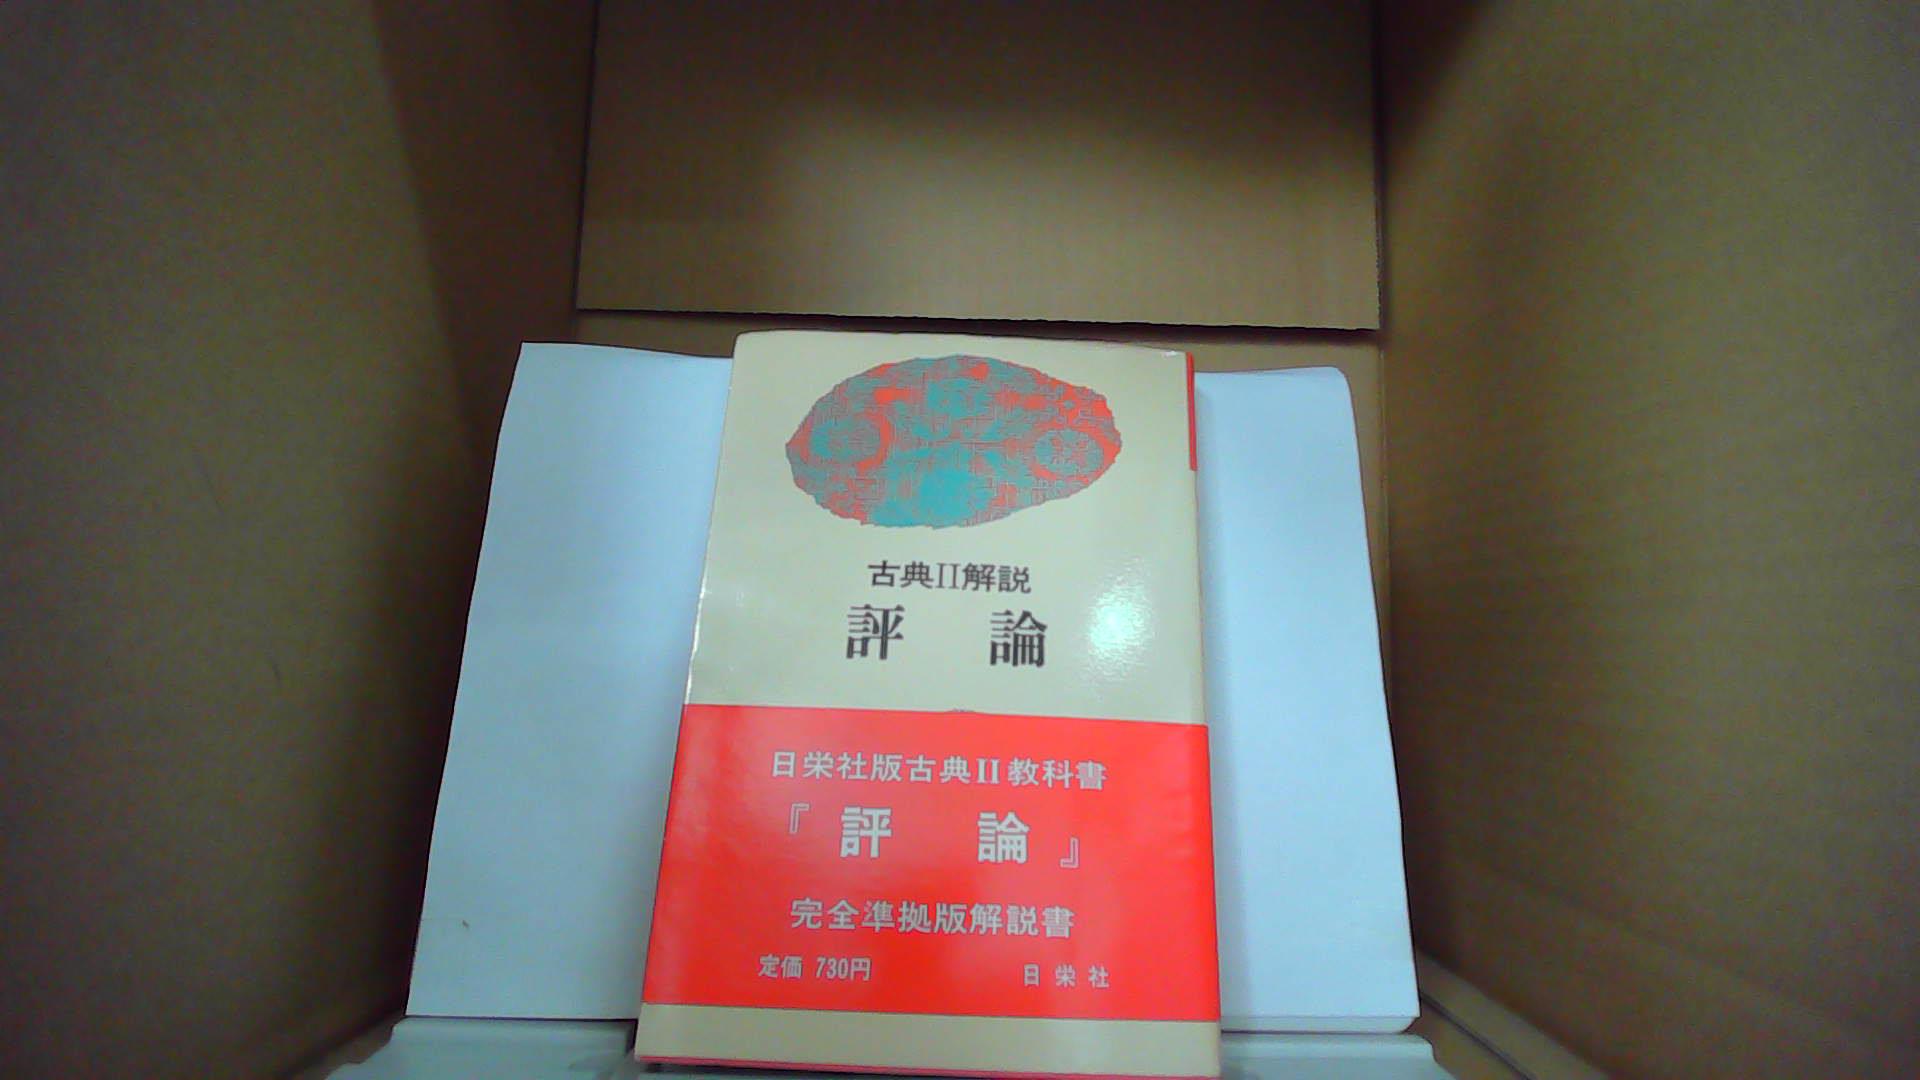 古典II解説
評 論
日栄社版古典II教科書
『評 論』
完全準拠版解説書
定価 730円
日栄社